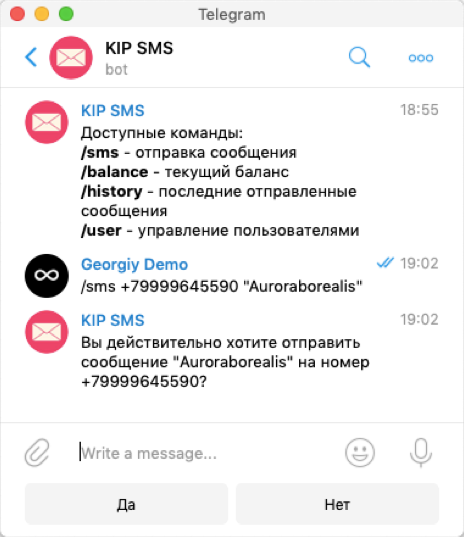 Telegram
KIP SMS
bot
KIP SMS 18:55
Доступные команды:
/sms - отправка сообщения
/balance - текущий баланс
/history - последние отправленные
сообщения
/user - управление пользователями
Georgiy Demo 19:02
/sms +79999645590 "Auroraborealis"
KIP SMS 19:02
Вы действительно хотите отправить
сообщение "Auroraborealis" на номер
+79999645590?
Write a message...
Да Нет